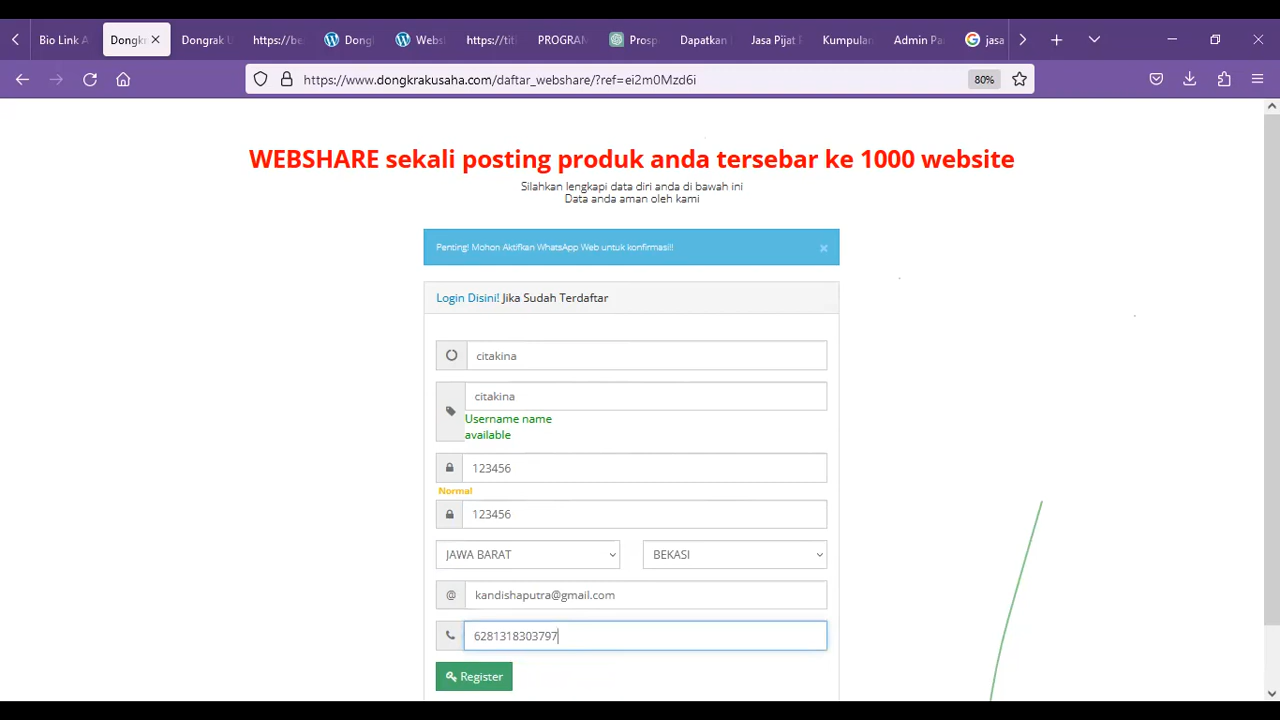 Bio Link A
Dongkr
Dongrak U
https://be
Dong
Webs
https://tit
PROGRAN
Prosp
Dapatkan
Jasa Pijat
Kumpulan
Admin Pa
jasa
https://www.dongkrakusaha.com/daftar_webshare/?ref=ei2m0Mzd6i
80%
WEBSHARE sekali posting produk anda tersebar ke 1000 website
Silahkan lengkapi data diri anda di bawah ini
Data anda aman oleh kami
Penting! Mohon Aktifkan WhatsApp Web untuk konfirmasi!!
×
Login Disini! Jika Sudah Terdaftar
citakina
citakina
Username name
available
123456
Normal
123456
JAWA BARAT
BEKASI
@ kandishaputra@gmail.com
6281318303797
Register